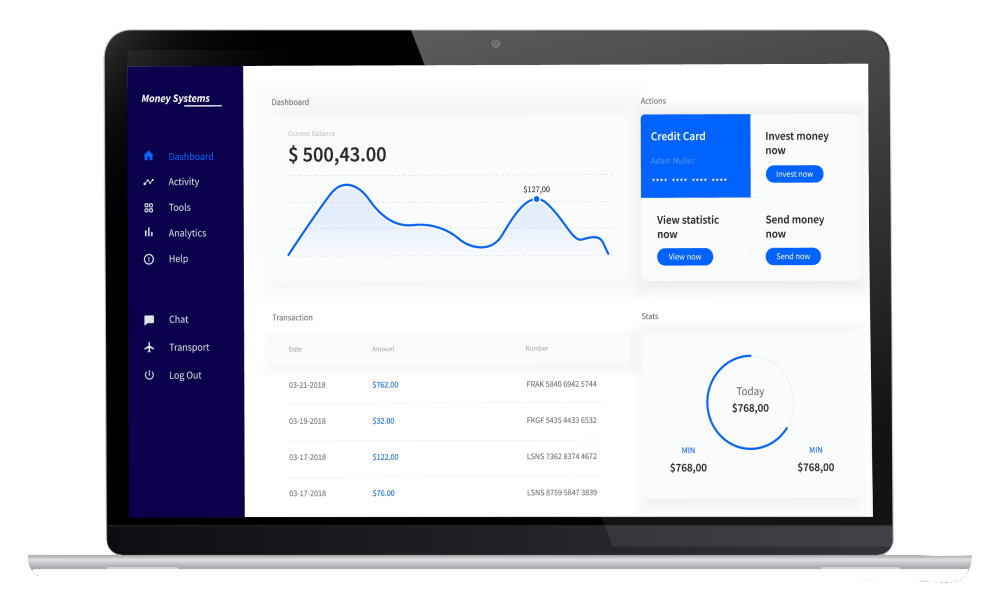 Money Systems
Dashboard
Activity
Tools
Analytics
Help
Chat
Transport
Log Out
Dashboard
Current Balance
$ 500,43.00
$127,00
Actions
Credit Card
Adam Muller
**** **** **** ****
Invest money
now
Invest now
View statistic
now
View now
Send money
now
Send now
Transaction
Date Amount Number
03-21-2018 $762.00 FRAK 5840 6942 5744
03-19-2018 $32.00 FKGF 5435 4433 6532
03-17-2018 $122.00 LSNS 7362 8374 4672
03-17-2018 $76.00 LSNS 8759 5847 3839
Stats
Today
$768,00
MIN
$768,00
MIN
$768,00